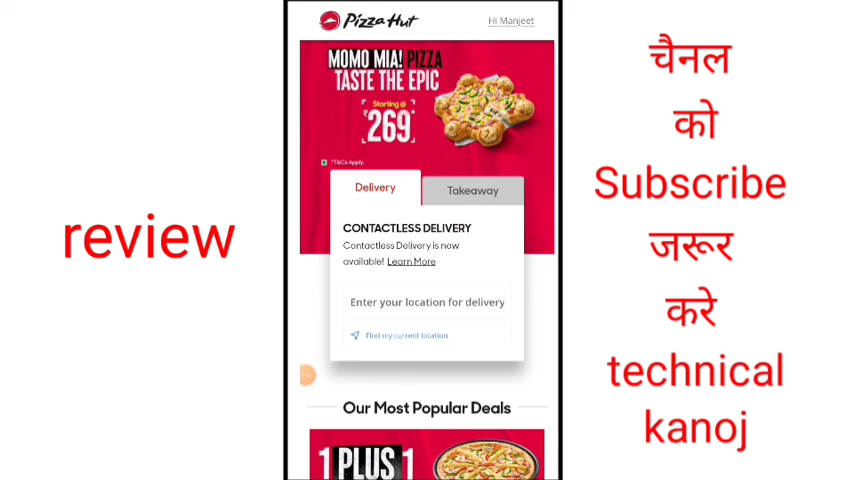 review
Pizza Hut
Hi Manjeet
MOMO MIA! PIZZA
TASTE THE EPIC
Starting @
₹269*
*T&Cs Apply.
Delivery
Takeaway
CONTACTLESS DELIVERY
Contactless Delivery is now
available! Learn More
Enter your location for delivery
Find my current location
Our Most Popular Deals
1 PLUS 1
चैनल
को
Subscribe
जरूर
करे
technical
kanoj